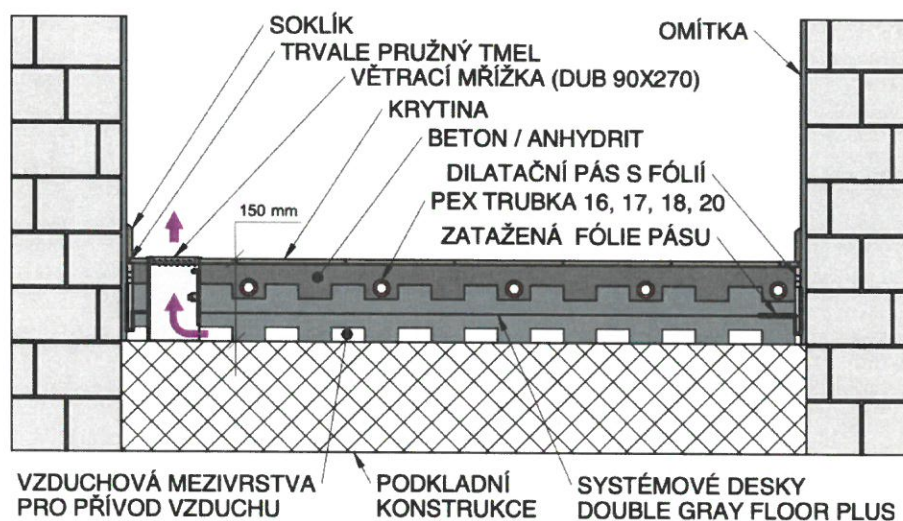 SOKLÍK
TRVALE PRUŽNÝ TMEL
VĚTRACÍ MŘÍŽKA (DUB 90X270)
KRYTINA
BETON / ANHYDRIT
OMÍTKA
DILATAČNÍ PÁS S FÓLIÍ
PEX TRUBKA 16, 17, 18, 20
ZATAŽENÁ FÓLIE PÁSU
150 mm
VZDUCHOVÁ MEZIVRSTVA
PRO PŘÍVOD VZDUCHU
PODKLADNÍ
KONSTRUKCE
SYSTÉMOVÉ DESKY
DOUBLE GRAY FLOOR PLUS